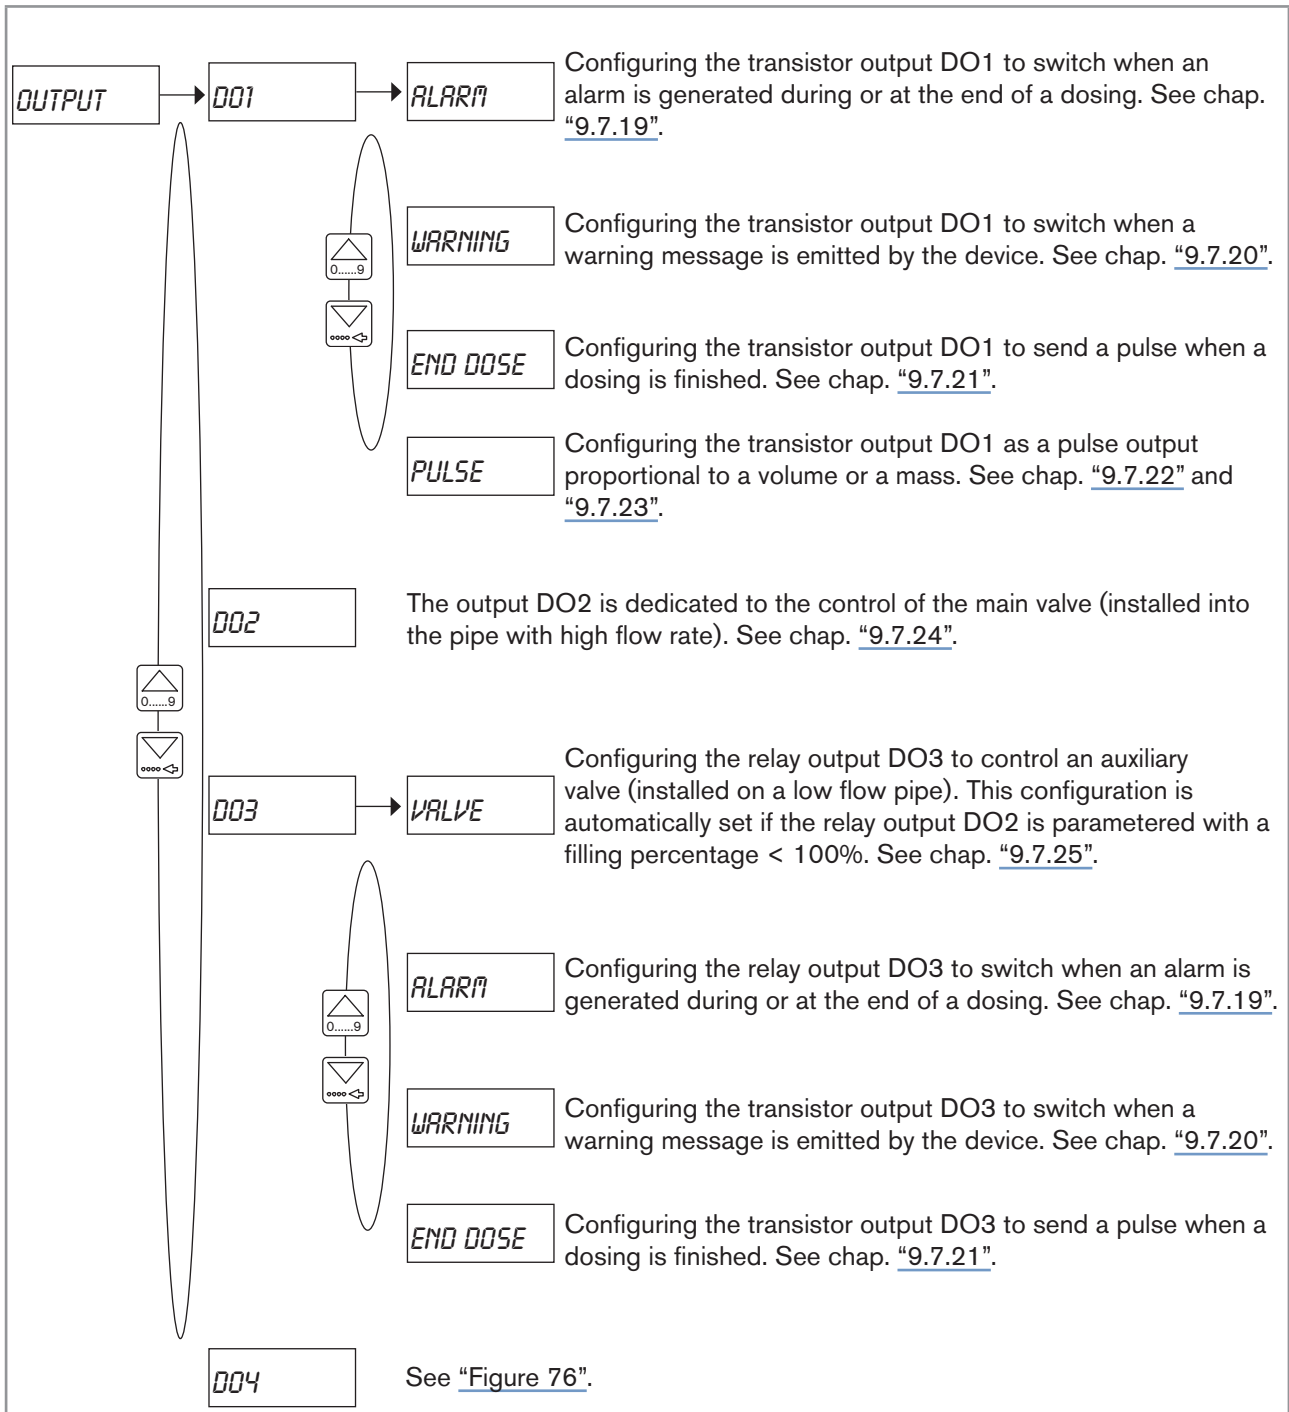 OUTPUT
DO1
ALARM
Configuring the transistor output DO1 to switch when an
alarm is generated during or at the end of a dosing. See chap.
“9.7.19”.
0......9
WARNING
Configuring the transistor output DO1 to switch when a
warning message is emitted by the device. See chap. “9.7.20”.
END DOSE
Configuring the transistor output DO1 to send a pulse when a
dosing is finished. See chap. “9.7.21”.
PULSE
Configuring the transistor output DO1 as a pulse output
proportional to a volume or a mass. See chap. “9.7.22” and
“9.7.23”.
DO2
The output DO2 is dedicated to the control of the main valve (installed into
the pipe with high flow rate). See chap. “9.7.24”.
0......9
DO3
VALVE
Configuring the relay output DO3 to control an auxiliary
valve (installed on a low flow pipe). This configuration is
automatically set if the relay output DO2 is parametered with a
filling percentage < 100%. See chap. “9.7.25”.
ALARM
Configuring the relay output DO3 to switch when an alarm is
generated during or at the end of a dosing. See chap. “9.7.19”.
0......9
WARNING
Configuring the transistor output DO3 to switch when a
warning message is emitted by the device. See chap. “9.7.20”.
END DOSE
Configuring the transistor output DO3 to send a pulse when a
dosing is finished. See chap. “9.7.21”.
DO4
See “Figure 76”.